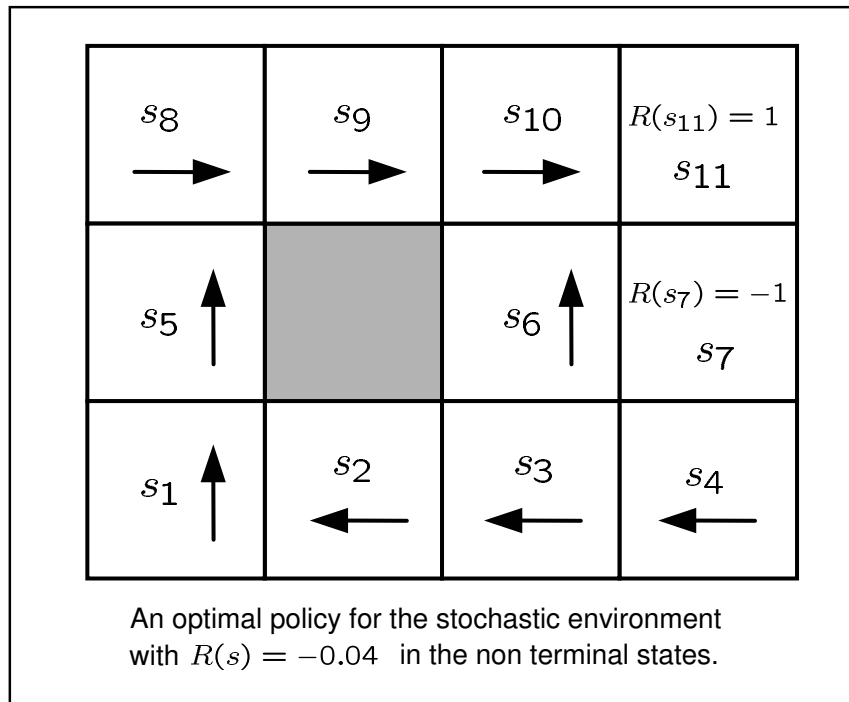 s8 s9 s10 R(s11) = 1
s11
s5 s6 R(s7) = −1
s7
s1 s2 s3 s4
An optimal policy for the stochastic environment
with R(s) = −0.04 in the non terminal states.